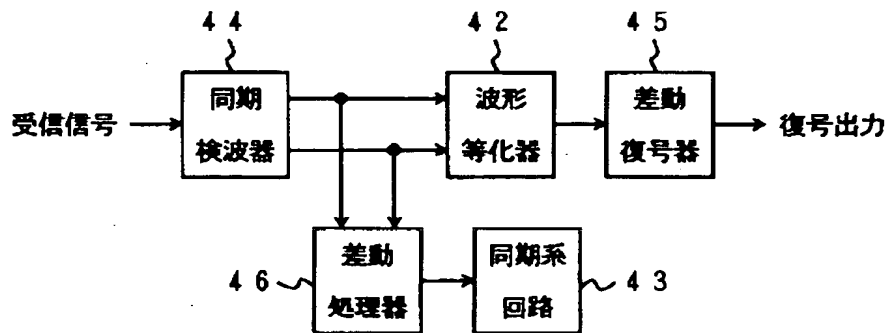 44
42
45
受信信号
同期
検波器
波形
等化器
差動
復号器
復号出力
46
差動
処理器
同期系
回路
43